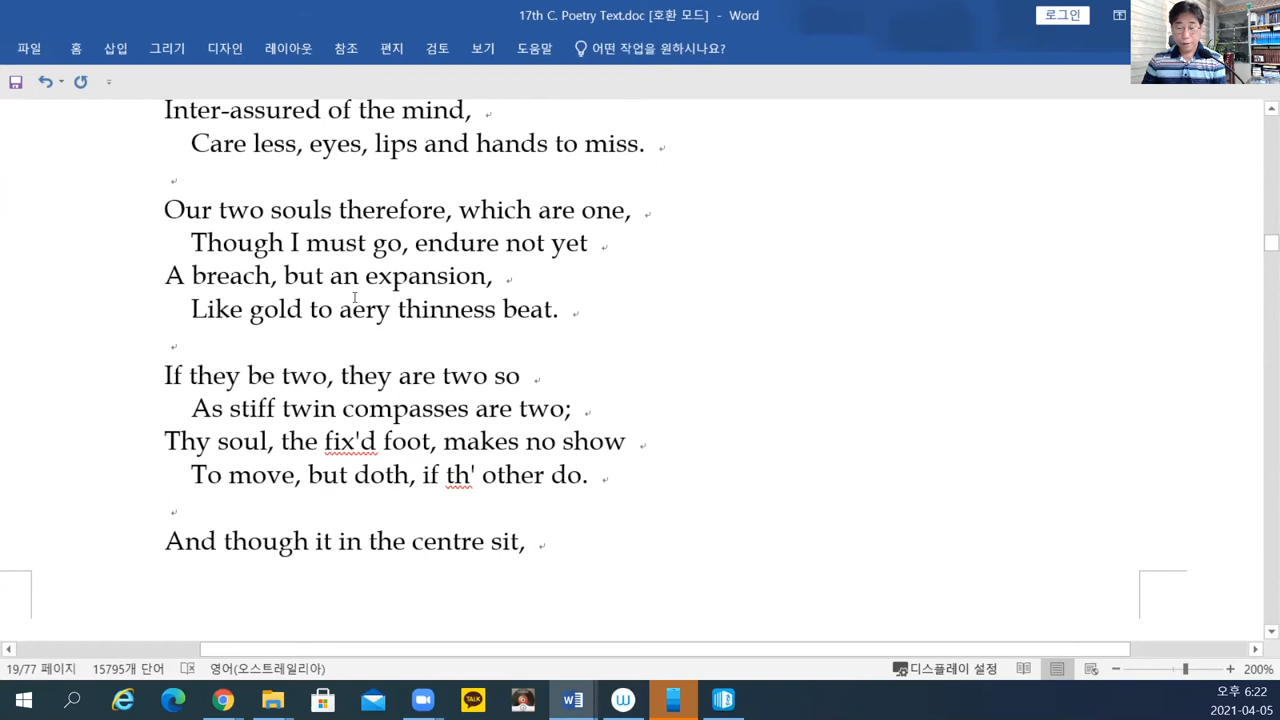 17th C. Poetry Text.doc [호환 모드] - Word
로그인
파일 홈 삽입 그리기 디자인 레이아웃 참조 편지 검토 보기 도움말 어떤 작업을 원하시나요?
Inter-assured of the mind,
Care less, eyes, lips and hands to miss.
Our two souls therefore, which are one,
Though I must go, endure not yet
A breach, but an expansion,
Like gold to aery thinness beat.
If they be two, they are two so
As stiff twin compasses are two;
Thy soul, the fix'd foot, makes no show
To move, but doth, if th' other do.
And though it in the centre sit,
19/77 페이지 15795개 단어 영어(오스트레일리아) 디스플레이 설정 200%
TALK
오후 6:22
2021-04-05